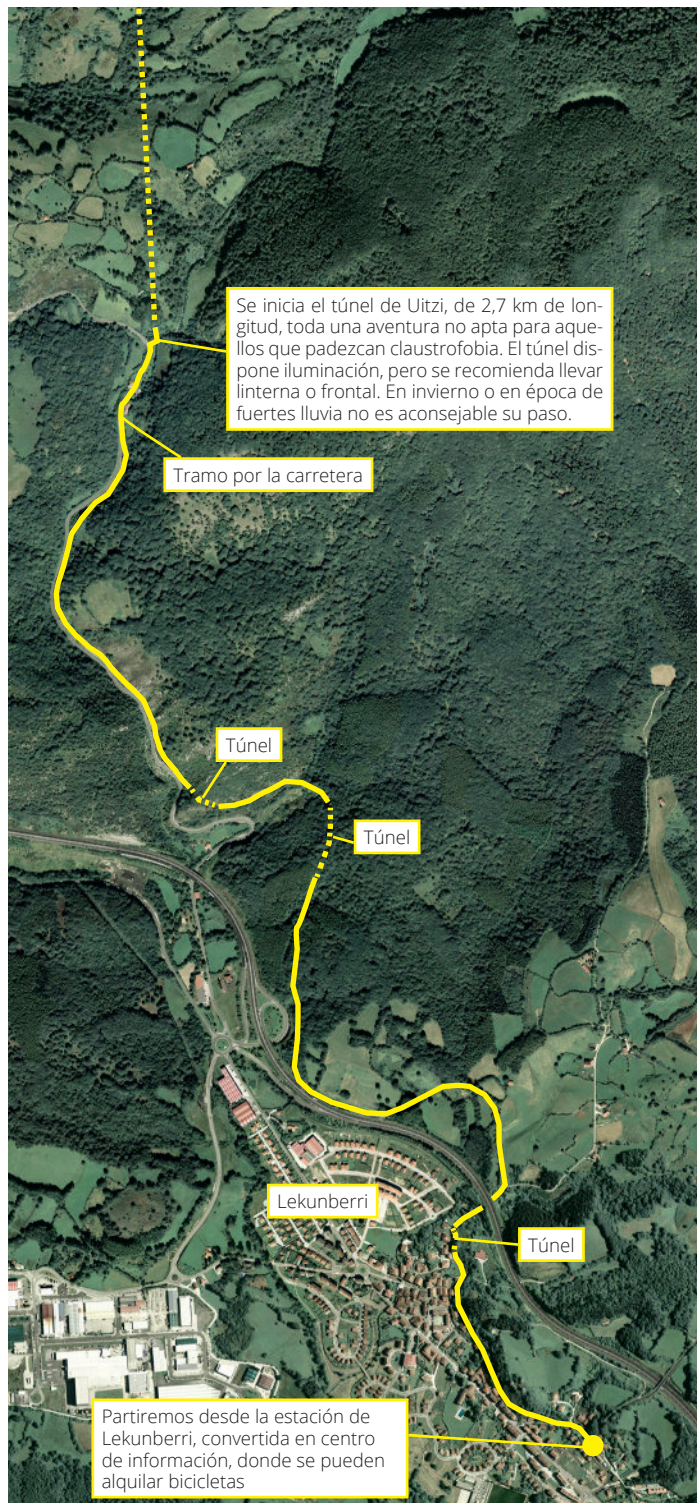 Se inicia el túnel de Uitzi, de 2,7 km de lon-
gitud, toda una aventura no apta para aque-
llos que padezcan claustrofobia. El túnel dis-
pone iluminación, pero se recomienda llevar
linterna o frontal. En invierno o en época de
fuertes lluvia no es aconsejable su paso.
Tramo por la carretera
Túnel
Túnel
Lekunberri
Túnel
Partiremos desde la estación de
Lekunberri, convertida en centro
de información, donde se pueden
alquilar bicicletas